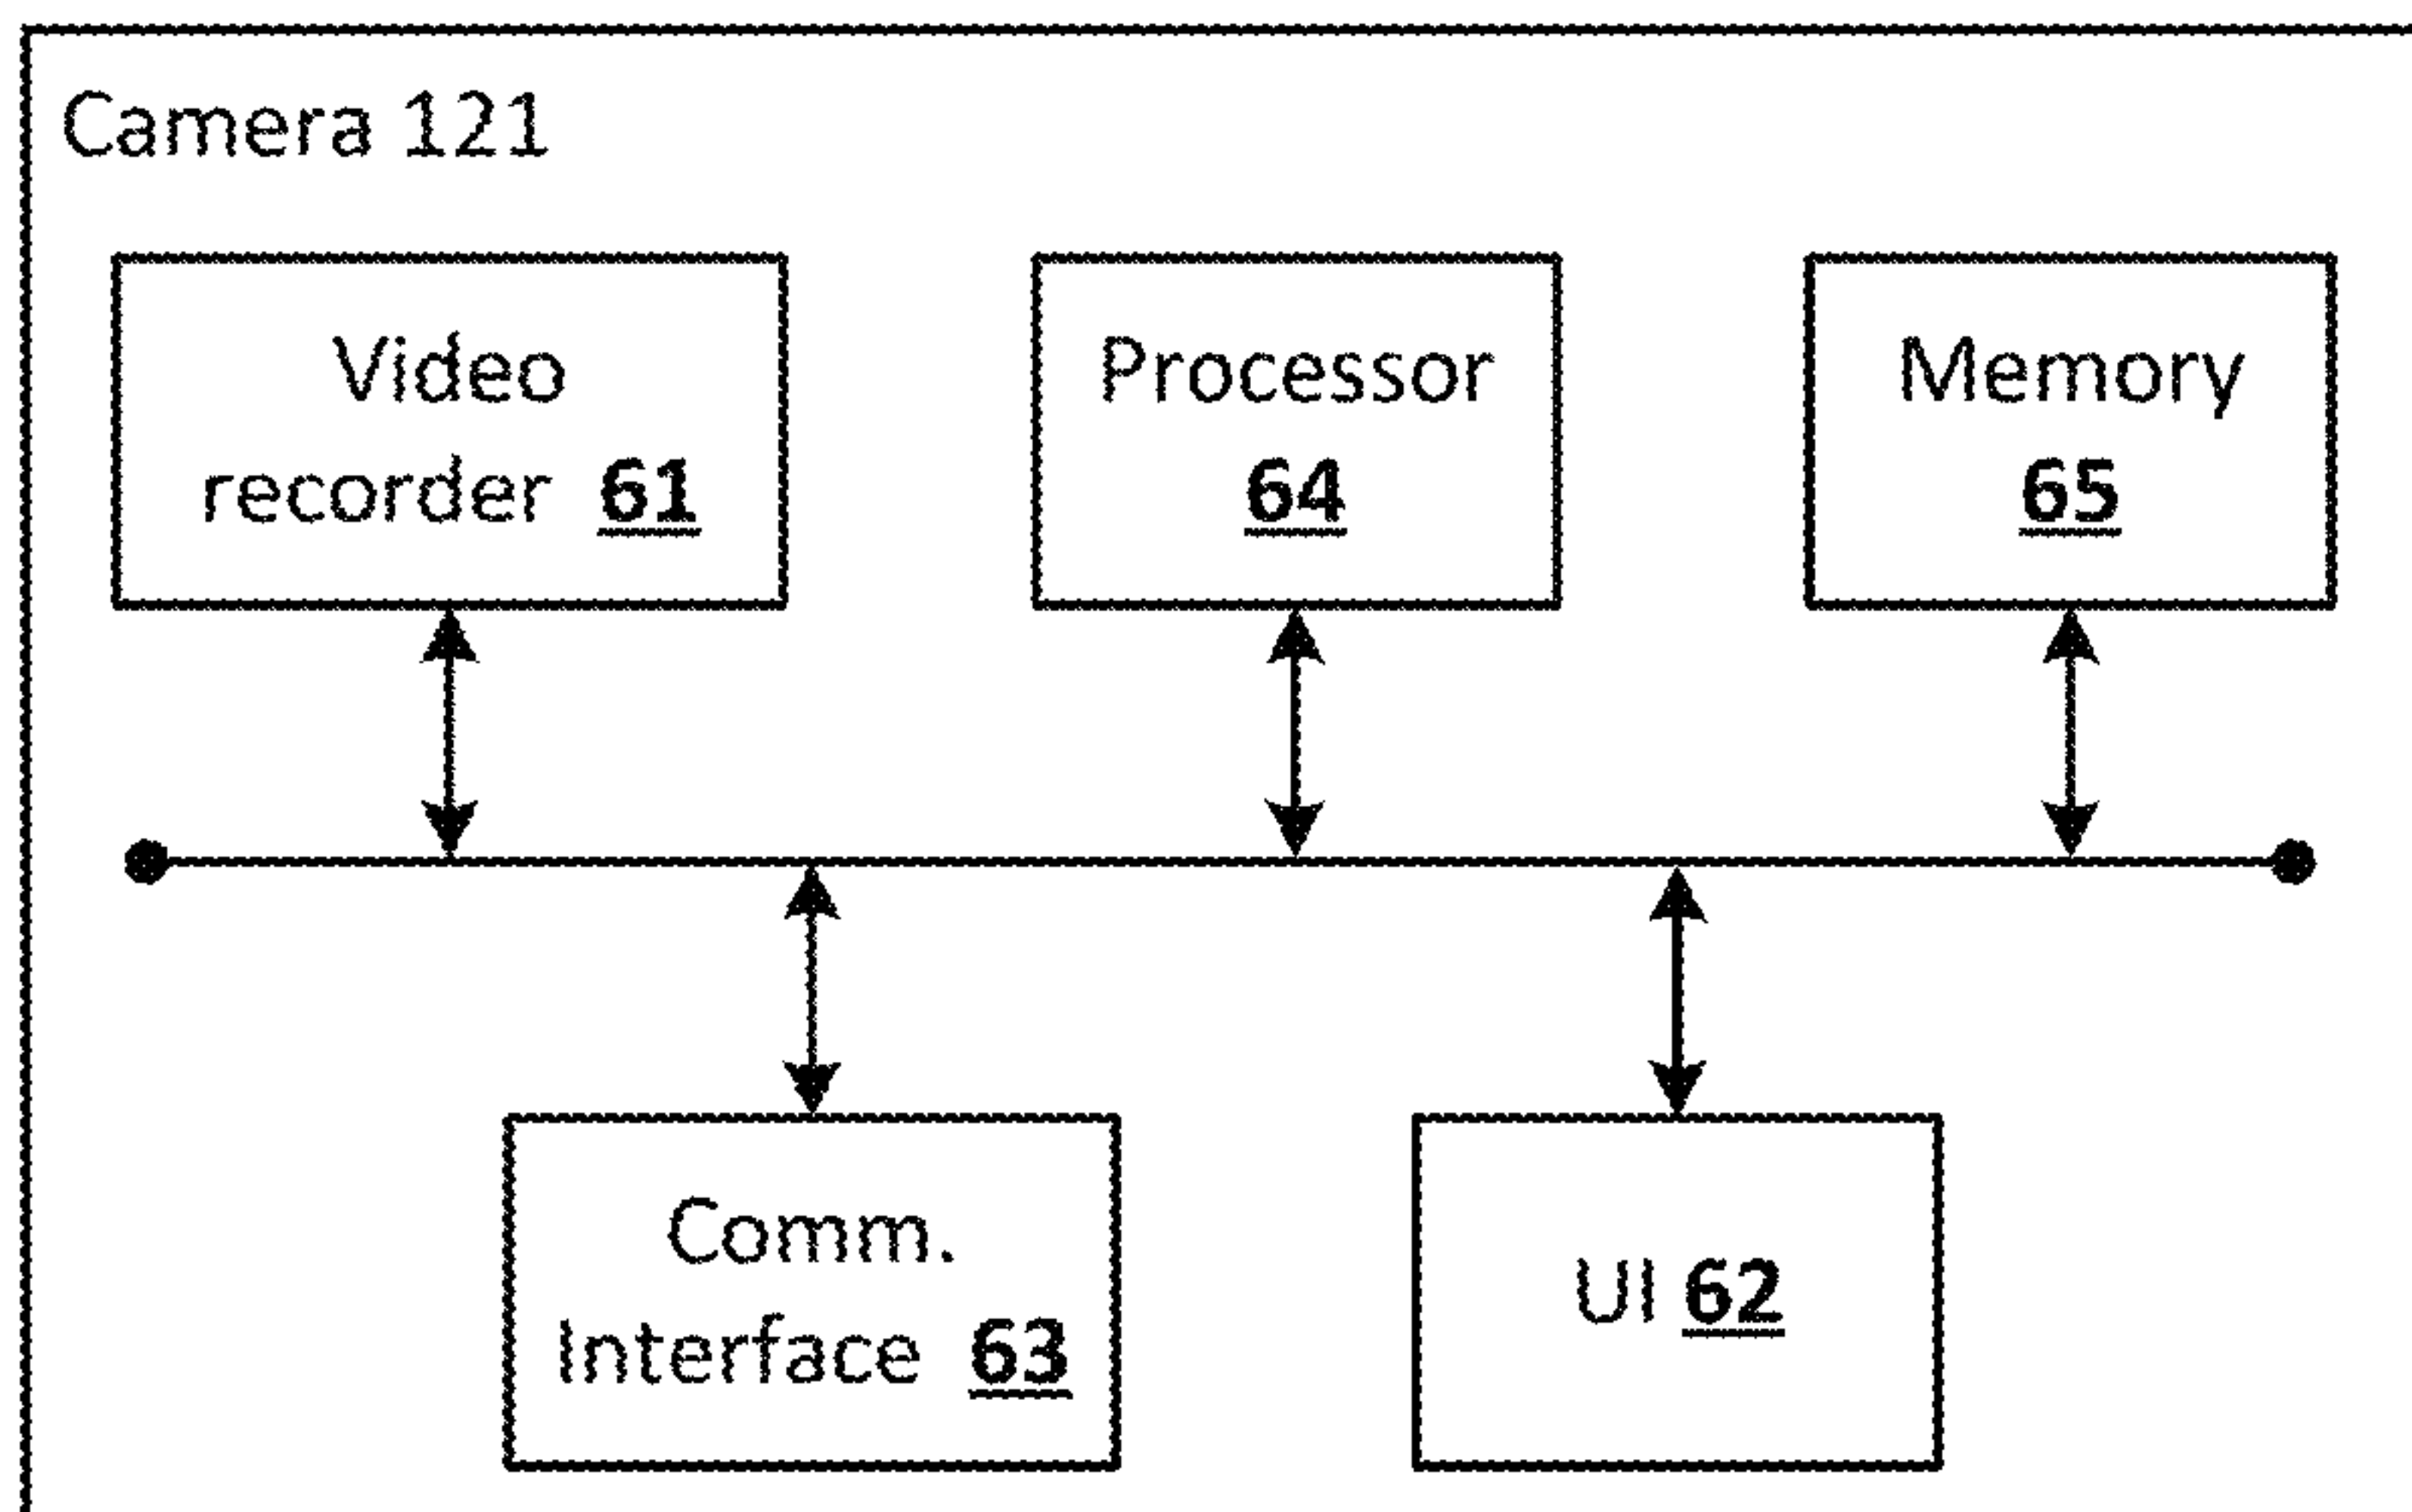 Camera 121
Video
recorder 61
Processor
64
Memory
65
Comm.
Interface 63
UI 62